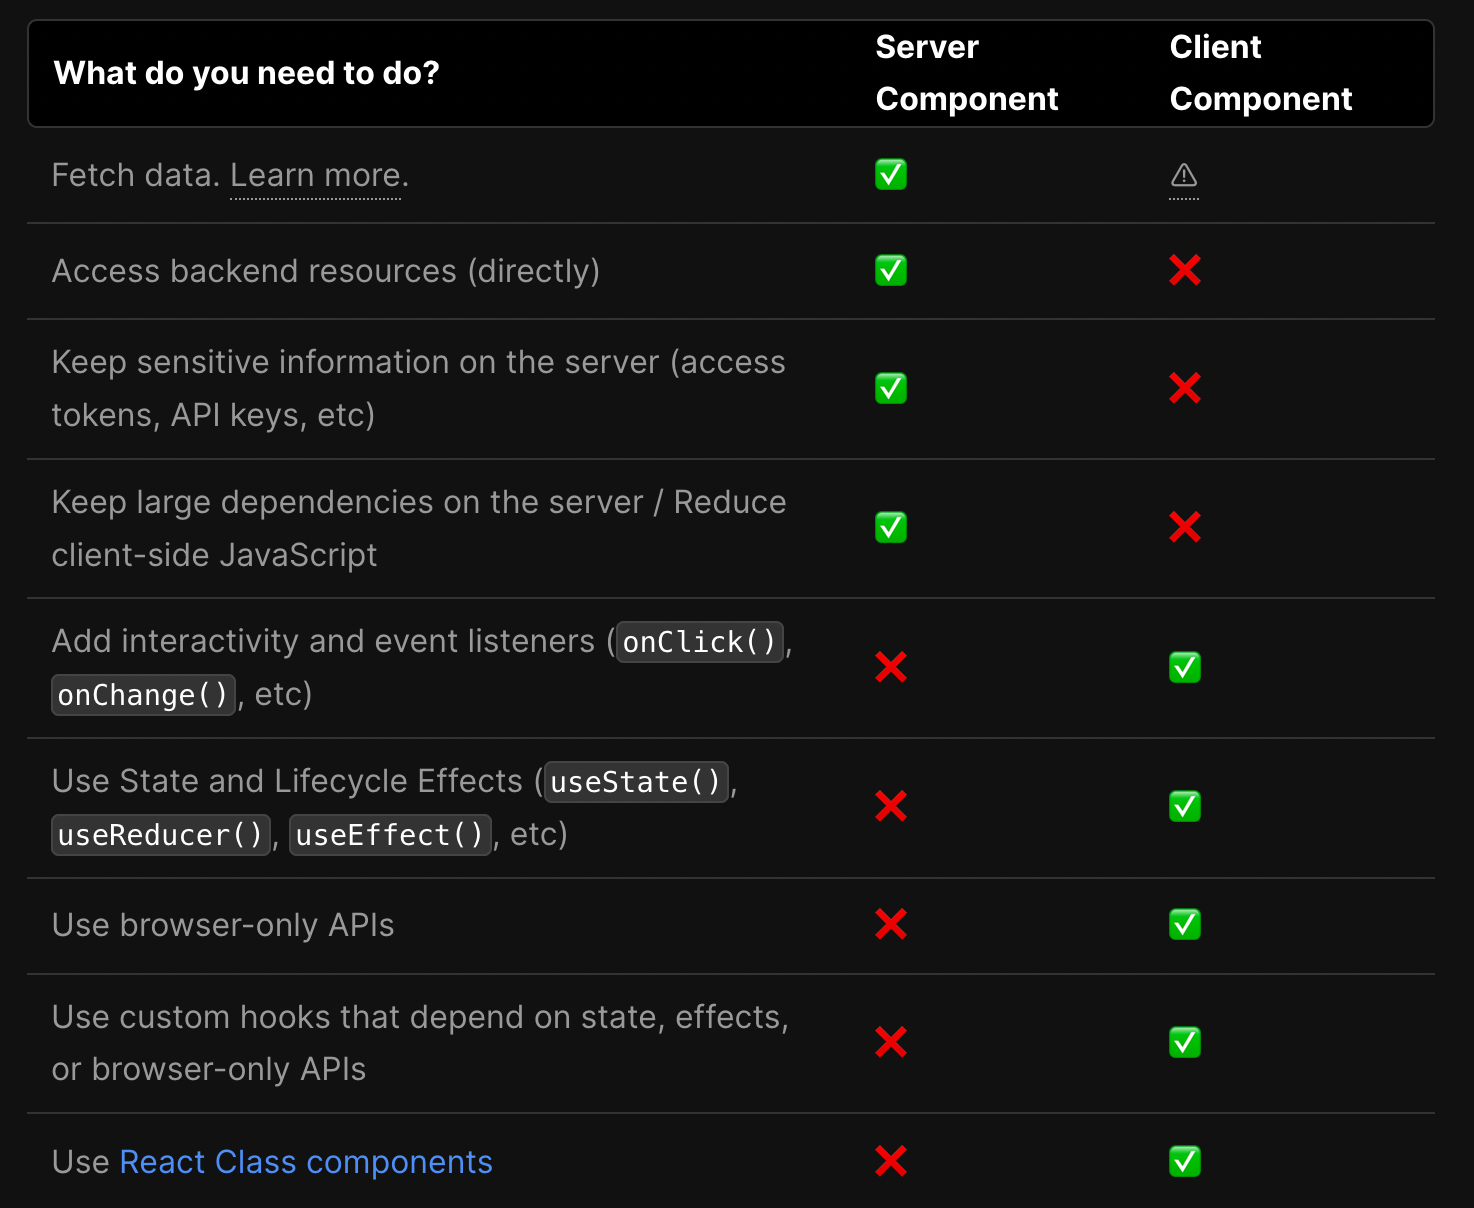 What do you need to do?
Server
Component
Client
Component
Fetch data. Learn more.
Access backend resources (directly)
Keep sensitive information on the server (access
tokens, API keys, etc)
Keep large dependencies on the server / Reduce
client-side JavaScript
Add interactivity and event listeners (onClick(),
onChange(), etc)
Use State and Lifecycle Effects (useState(),
useReducer(), useEffect(), etc)
Use browser-only APIs
Use custom hooks that depend on state, effects,
or browser-only APIs
Use React Class components